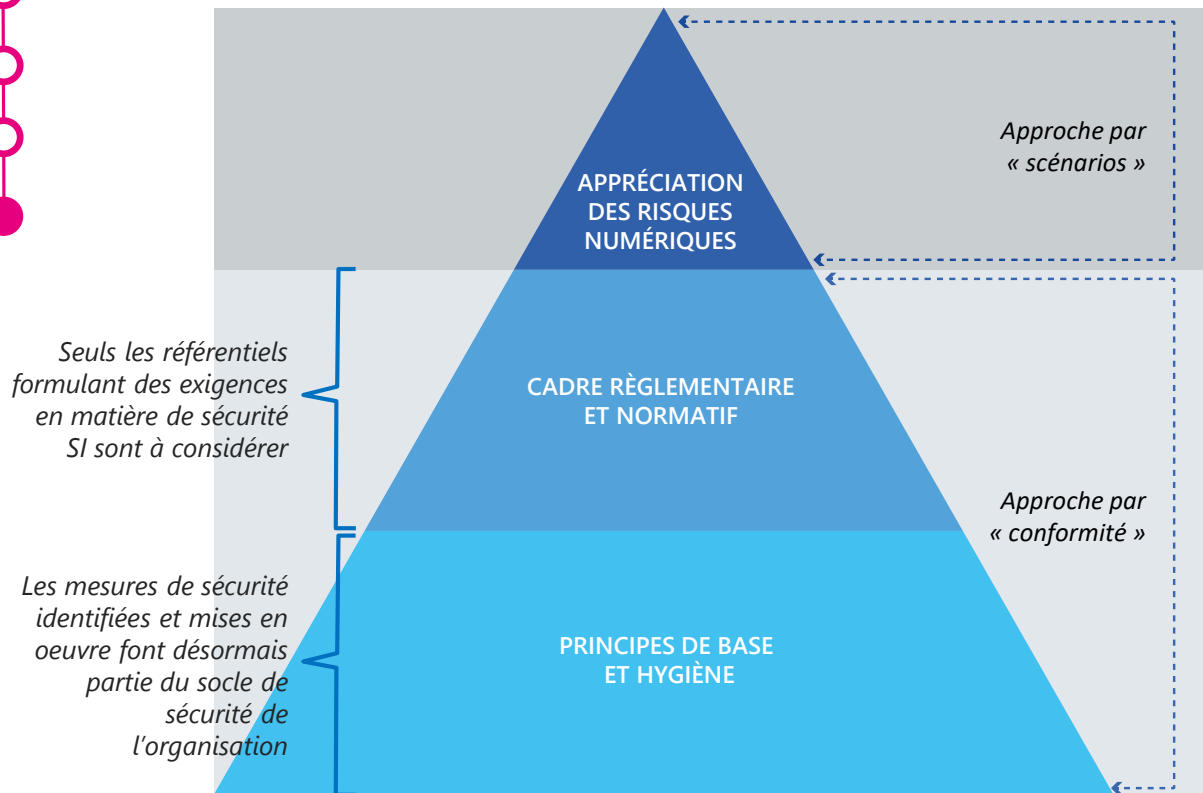 Approche par
« scénarios »
APPRÉCIATION
DES RISQUES
NUMÉRIQUES
Seuls les référentiels
formulant des exigences
en matière de sécurité
SI sont à considérer
CADRE RÈGLEMENTAIRE
ET NORMATIF
Approche par
« conformité »
Les mesures de sécurité
identifiées et mises en
oeuvre font désormais
partie du socle de
sécurité de
l'organisation
PRINCIPES DE BASE
ET HYGIÈNE